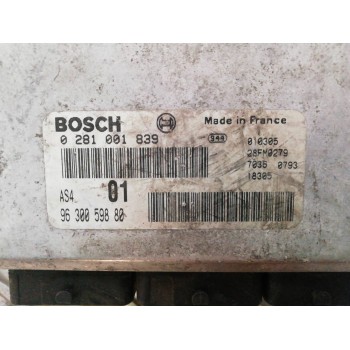 BOSCH Made in France
0 281 001 839 944 010305
28FM0279
7035 0793
18305
AS4 01
96 300 598 80